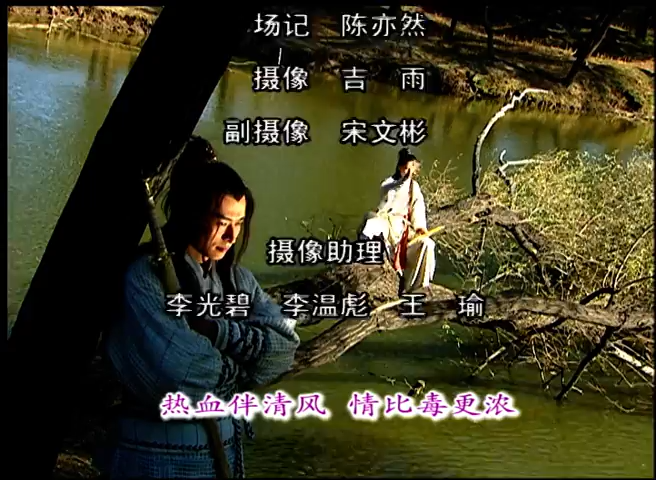 场记 陈亦然
摄像 吉雨
副摄像 宋文彬
摄像助理
李光碧 李温彪 王瑜
热血伴清风 情比毒更浓